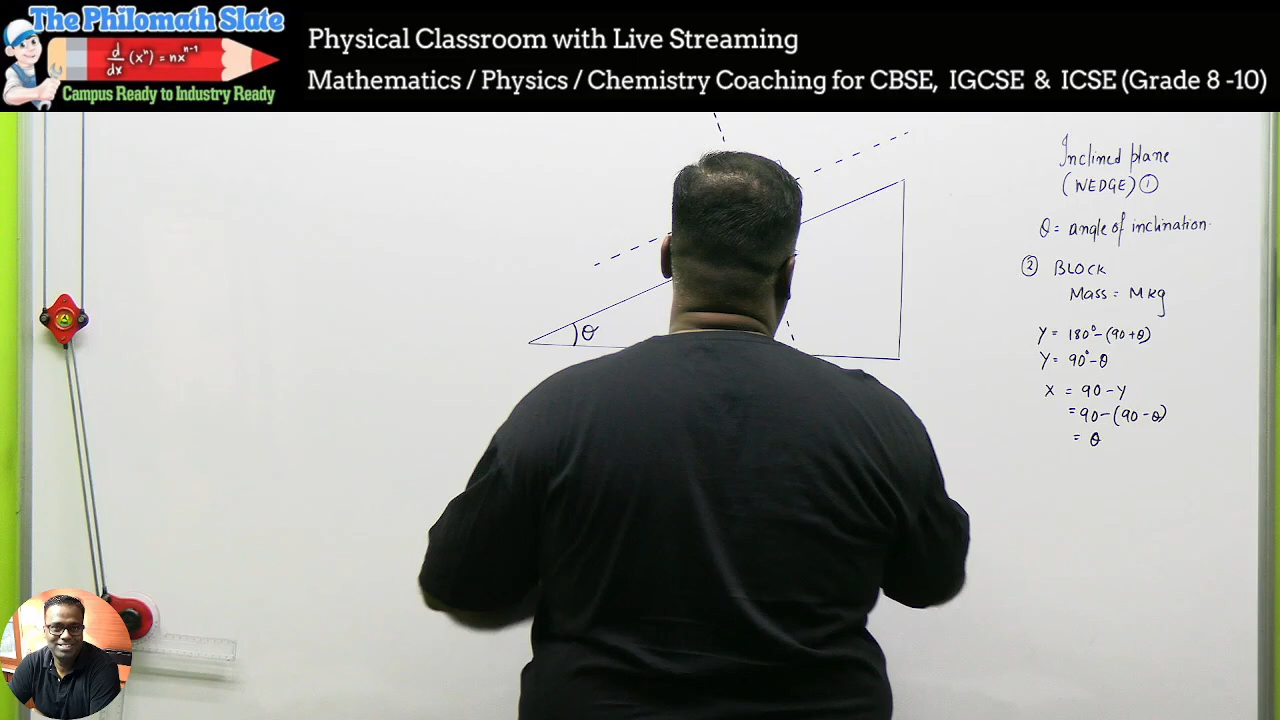 The Philomath Slate
d/dx (xⁿ) = nxⁿ⁻¹
Campus Ready to Industry Ready
Physical Classroom with Live Streaming
Mathematics / Physics / Chemistry Coaching for CBSE, IGCSE & ICSE (Grade 8 -10)
θ
Inclined plane
(WEDGE) ①
θ = angle of inclination.
② BLOCK
Mass = M kg
Y = 180° - (90 + θ)
Y = 90° - θ
X = 90 - Y
= 90 - (90 - θ)
= θ